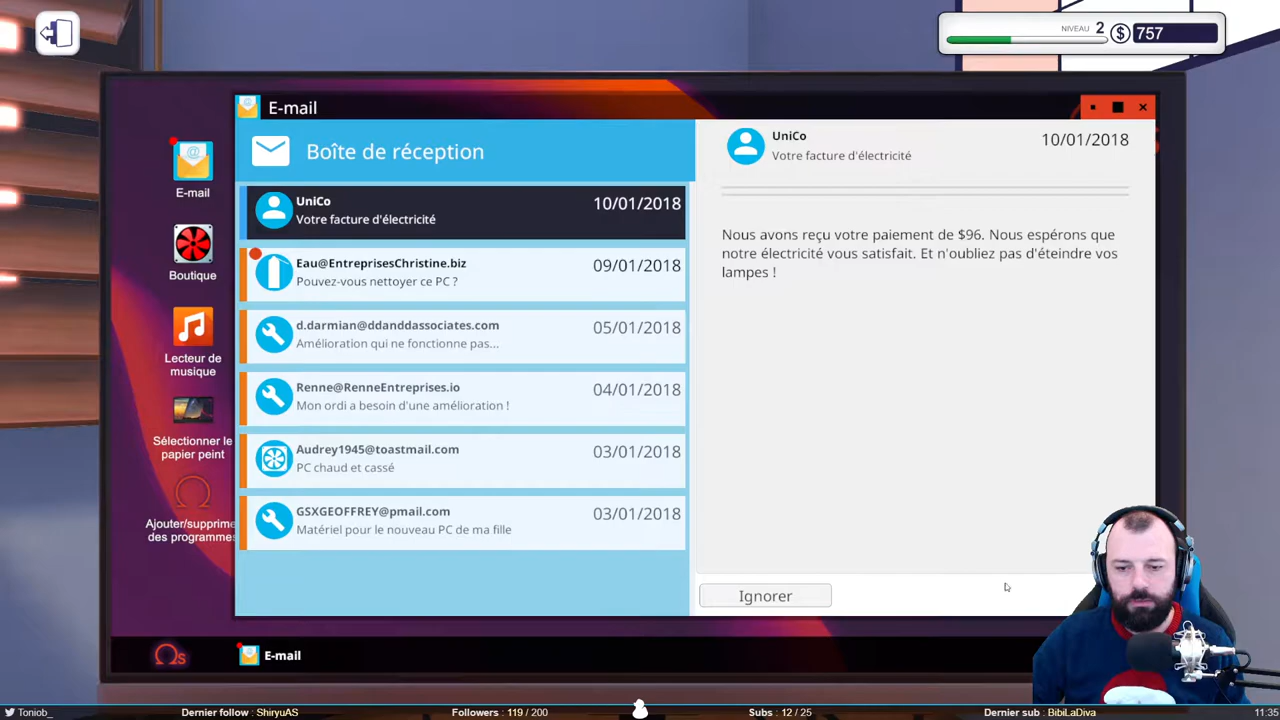 NIVEAU 2
$ 757
E-mail
Boîte de réception
UniCo
Votre facture d'électricité
10/01/2018
Eau@EntreprisesChristine.biz
Pouvez-vous nettoyer ce PC ?
09/01/2018
d.darmian@ddanddassociates.com
Amélioration qui ne fonctionne pas...
05/01/2018
Renne@RenneEntreprises.io
Mon ordi a besoin d'une amélioration !
04/01/2018
Audrey1945@toastmail.com
PC chaud et cassé
03/01/2018
GSXGEOFFREY@pmail.com
Matériel pour le nouveau PC de ma fille
03/01/2018
UniCo
Votre facture d'électricité
10/01/2018
Nous avons reçu votre paiement de $96. Nous espérons que
notre électricité vous satisfait. Et n'oubliez pas d'éteindre vos
lampes !
Ignorer
E-mail
Boutique
Lecteur de
musique
Sélectionner le
papier peint
Ajouter/supprime
des programme
Ωs
E-mail
Toniob_
Dernier follow : ShiryuAS
Followers : 119 / 200
Subs : 12 / 25
Dernier sub : BibiLaDiva
11:35